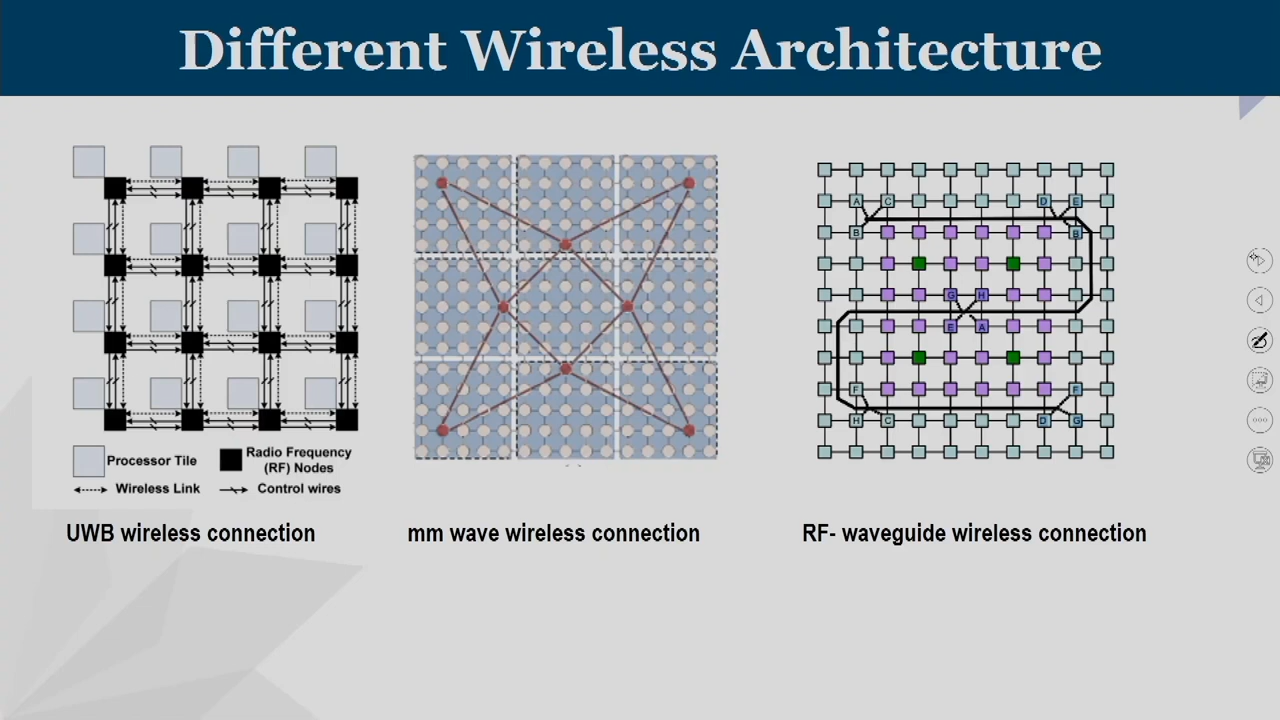 Different Wireless Architecture
Processor Tile
Radio Frequency
(RF) Nodes
Wireless Link
Control wires
A C D E
B B
G H
E A
F F
H C D G
UWB wireless connection
mm wave wireless connection
RF- waveguide wireless connection